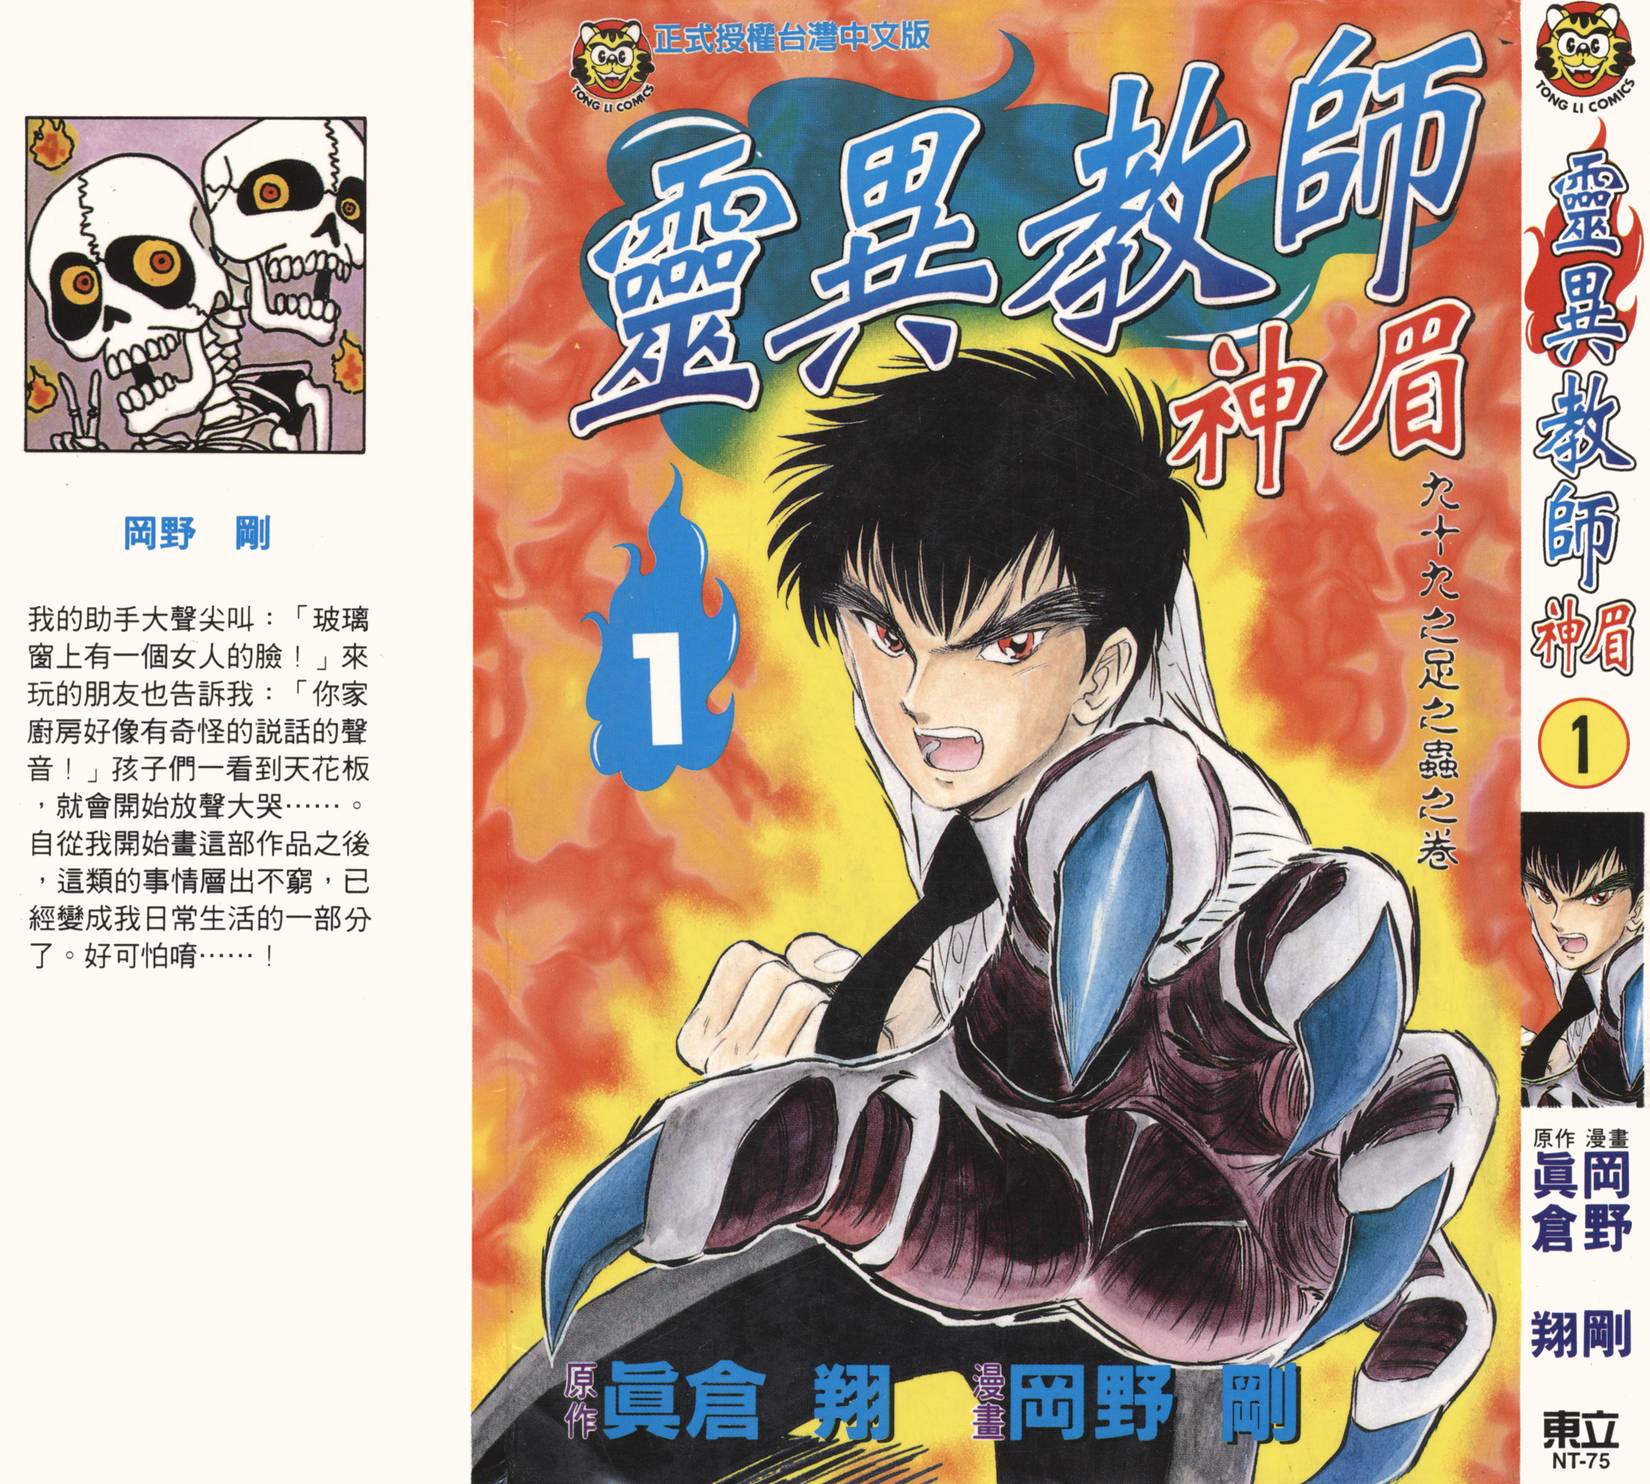 岡野 剛
我的助手大聲尖叫：「玻璃
窗上有一個女人的臉！」來
玩的朋友也告訴我：「你家
廚房好像有奇怪的説話的聲
音！」孩子們一看到天花板
，就會開始放聲大哭……。
自從我開始畫這部作品之後
，這類的事情層出不窮，已
經變成我日常生活的一部分
了。好可怕唷……！
正式授權台灣中文版
TONG LI COMICS
靈異教師
神眉
九十九之足之蟲之卷
1
原作
眞倉 翔
漫畫
岡野 剛
TONG LI COMICS
靈異教師
神眉
1
原作 眞倉 翔
漫畫 岡野 剛
東立
NT-75